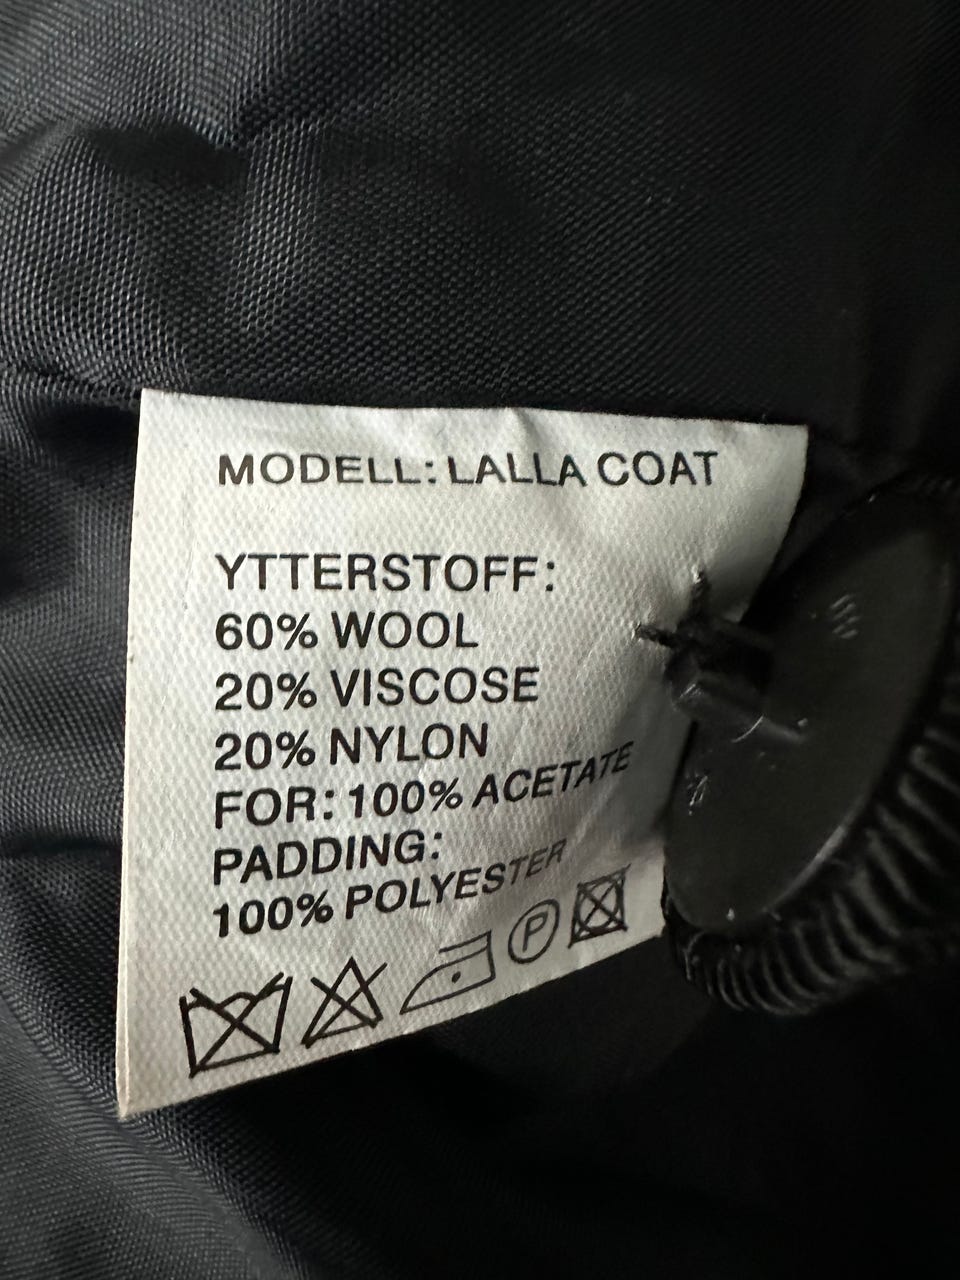 MODELL: LALLA COAT
YTTERSTOFF:
60% WOOL
20% VISCOSE
20% NYLON
FOR: 100% ACETATE
PADDING:
100% POLYESTER
P